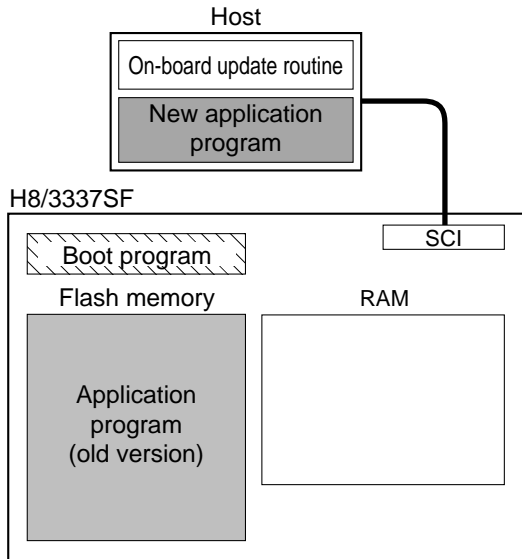 Host
On-board update routine
New application
program
H8/3337SF
SCI
Boot program
Flash memory
RAM
Application
program
(old version)